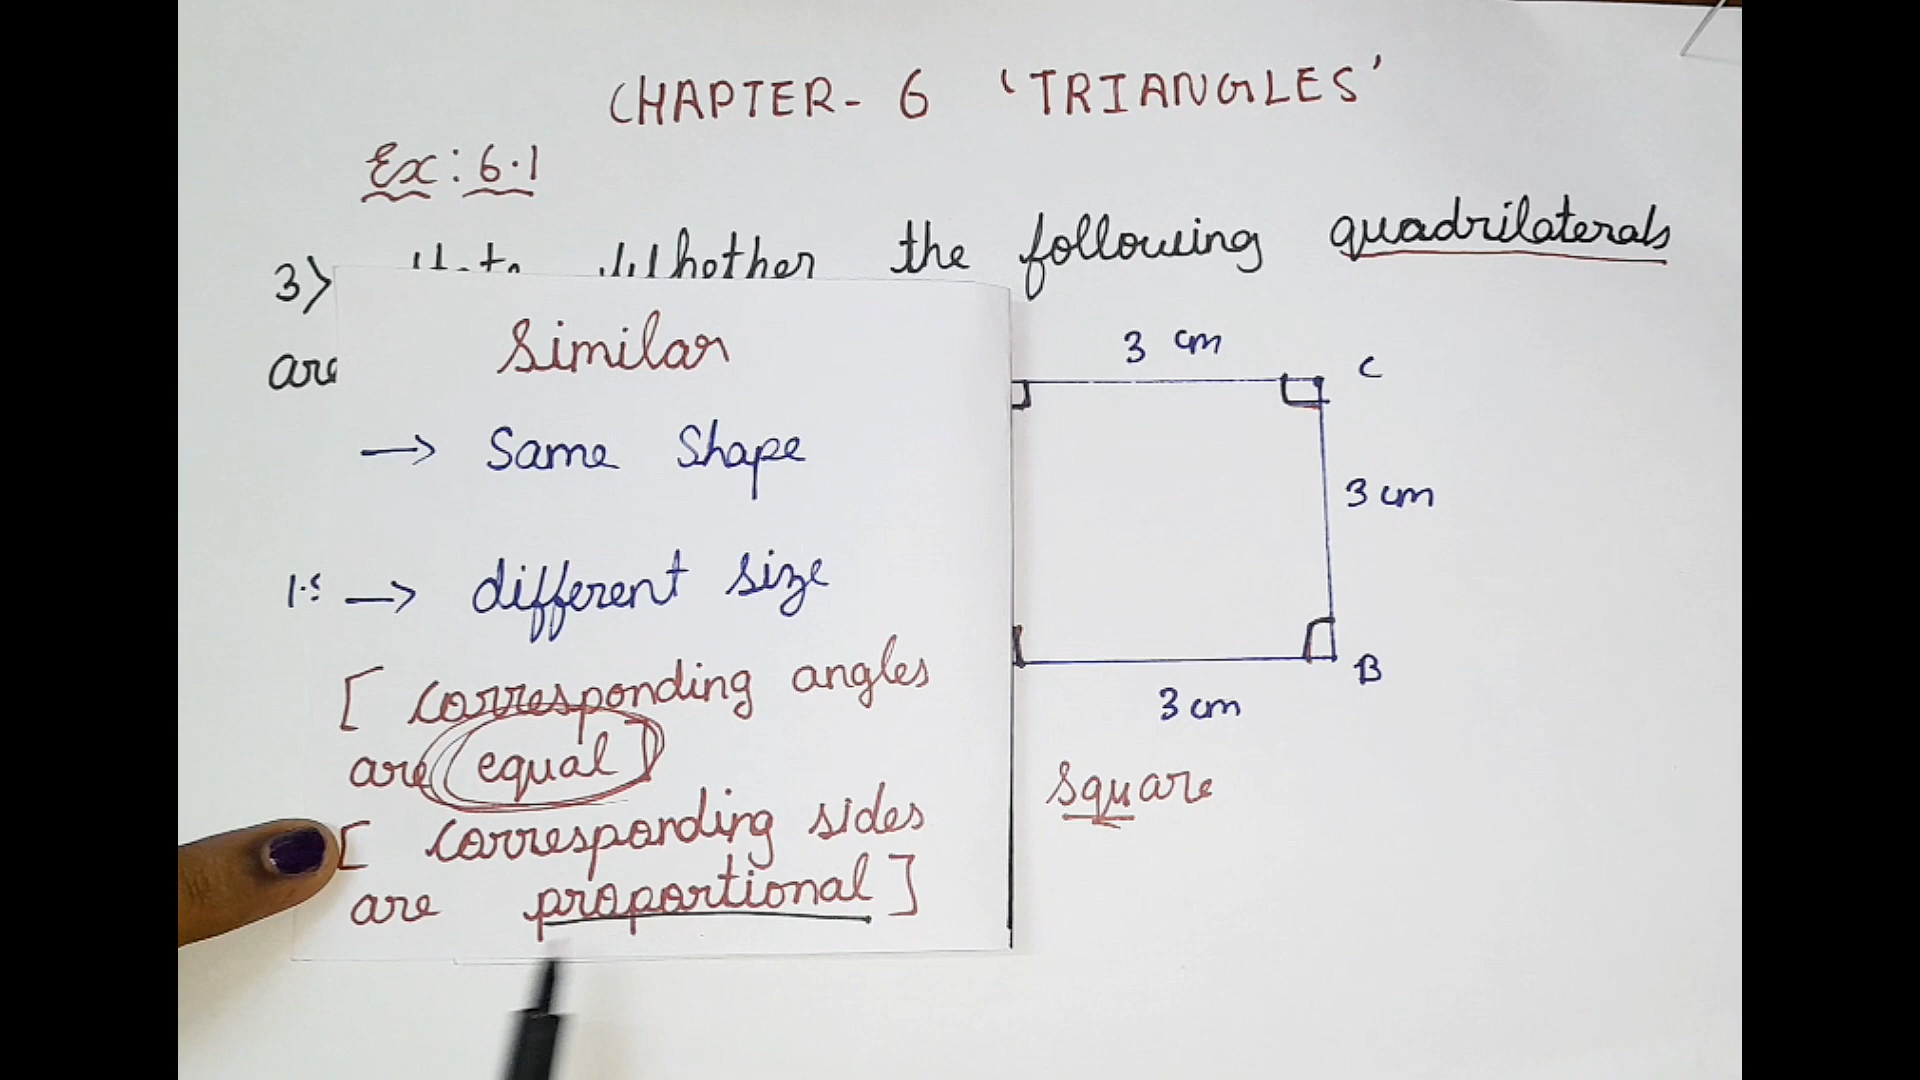 CHAPTER- 6 'TRIANGLES'
Ex: 6.1
3) Whether the following quadrilaterals
are
Similar
→ Same Shape
→ different size
[ corresponding angles
are (equal) ]
[ corresponding sides
are proportional ]
3 cm
C
3 cm
B
3 cm
square